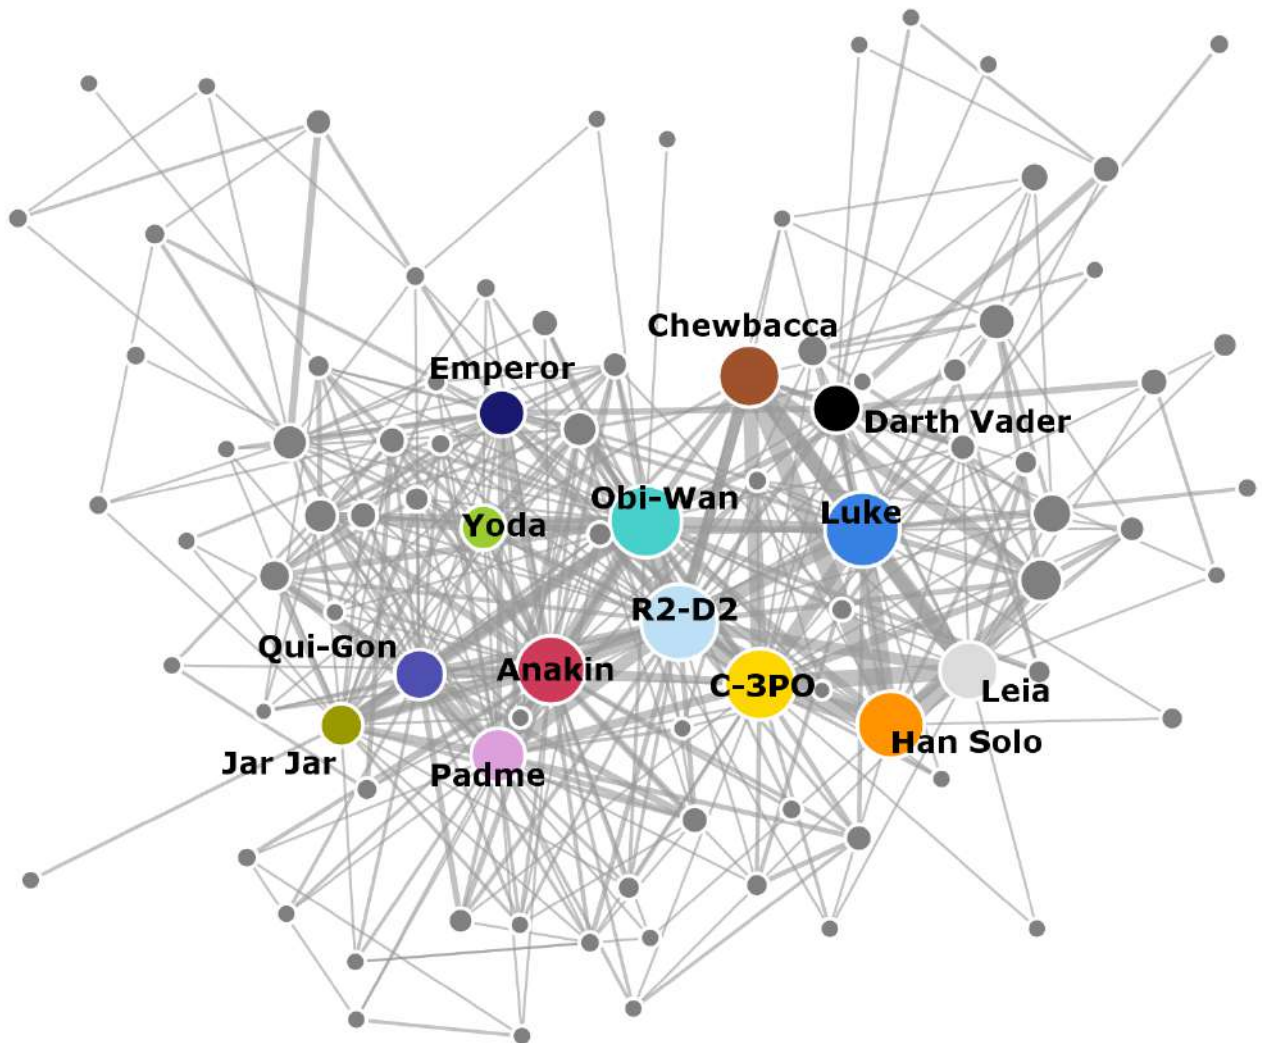 Chewbacca
Emperor
Darth Vader
Obi-Wan
Luke
Yoda
R2-D2
Qui-Gon
Anakin
C-3PO
Leia
Han Solo
Jar Jar
Padme